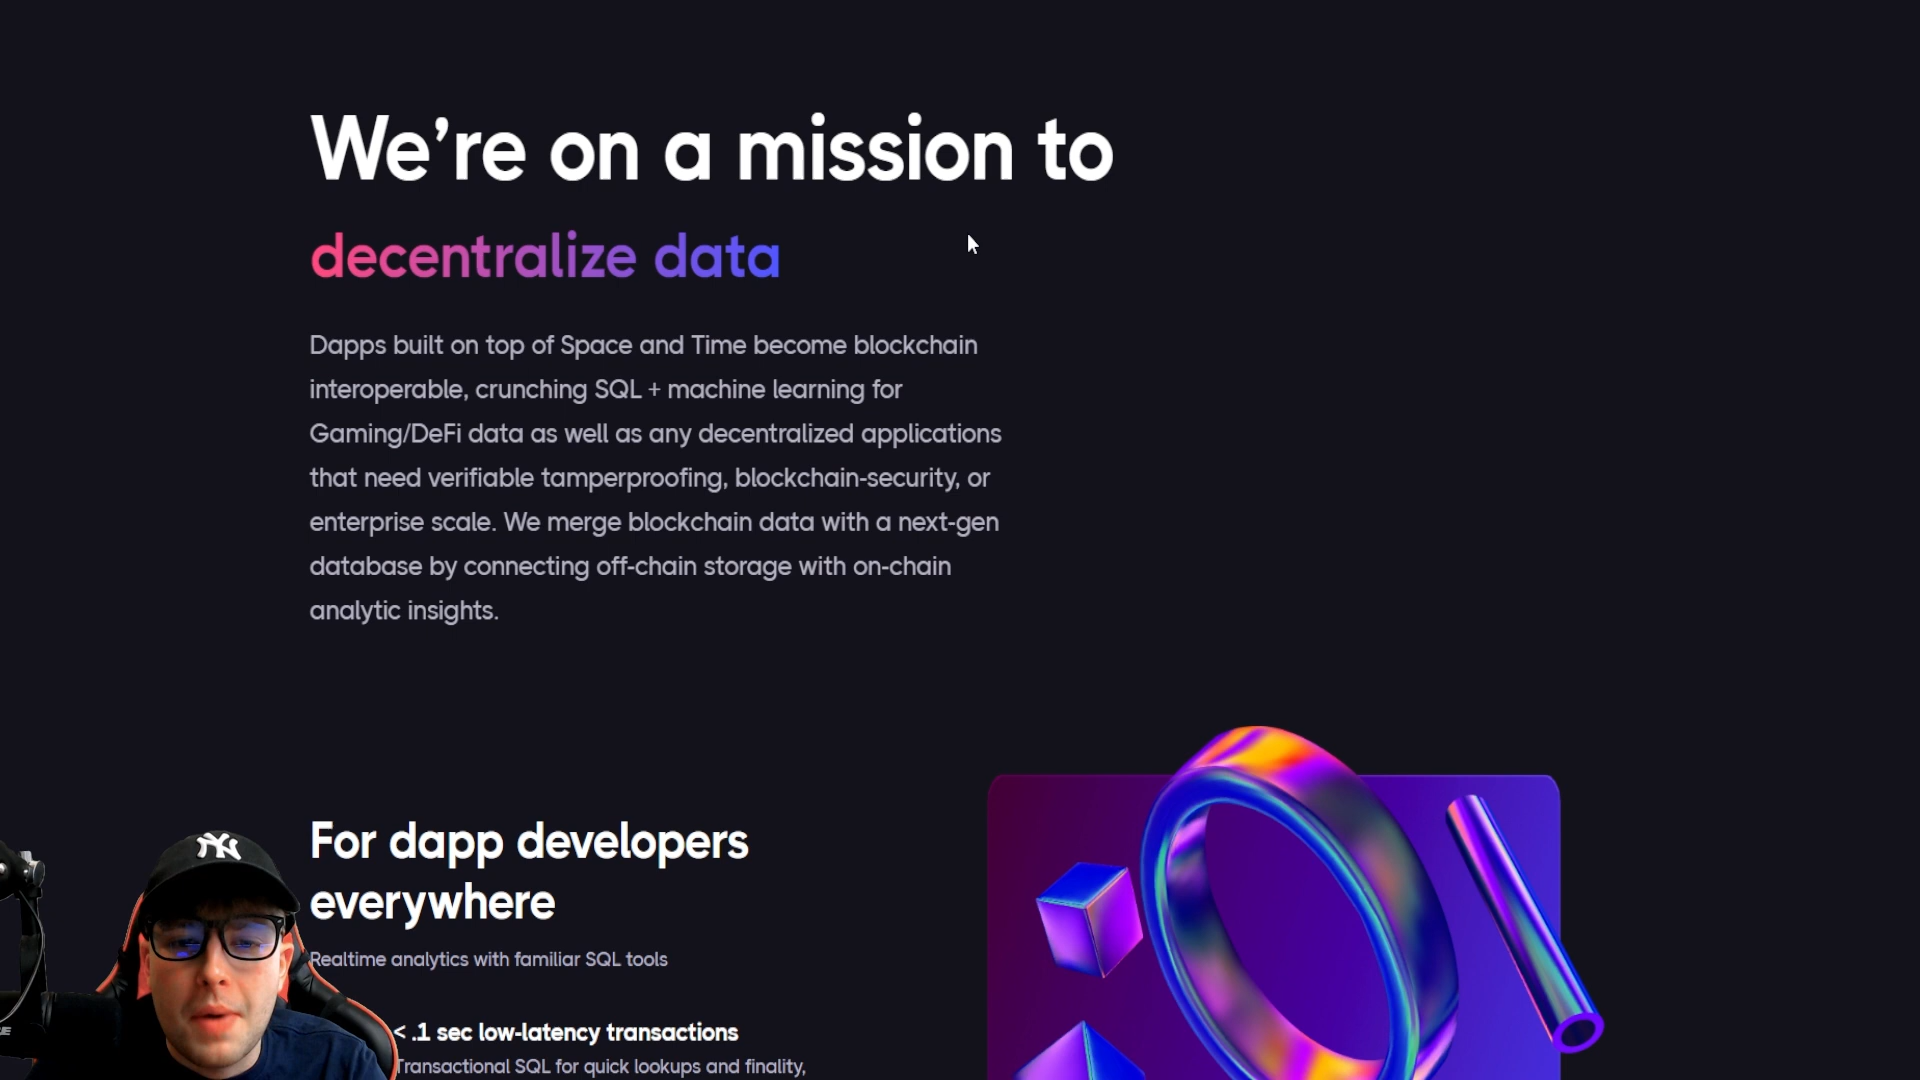 We're on a mission to
decentralize data
Dapps built on top of Space and Time become blockchain
interoperable, crunching SQL + machine learning for
Gaming/DeFi data as well as any decentralized applications
that need verifiable tamperproofing, blockchain-security, or
enterprise scale. We merge blockchain data with a next-gen
database by connecting off-chain storage with on-chain
analytic insights.
For dapp developers
everywhere
Realtime analytics with familiar SQL tools
< .1 sec low-latency transactions
Transactional SQL for quick lookups and finality,
NY